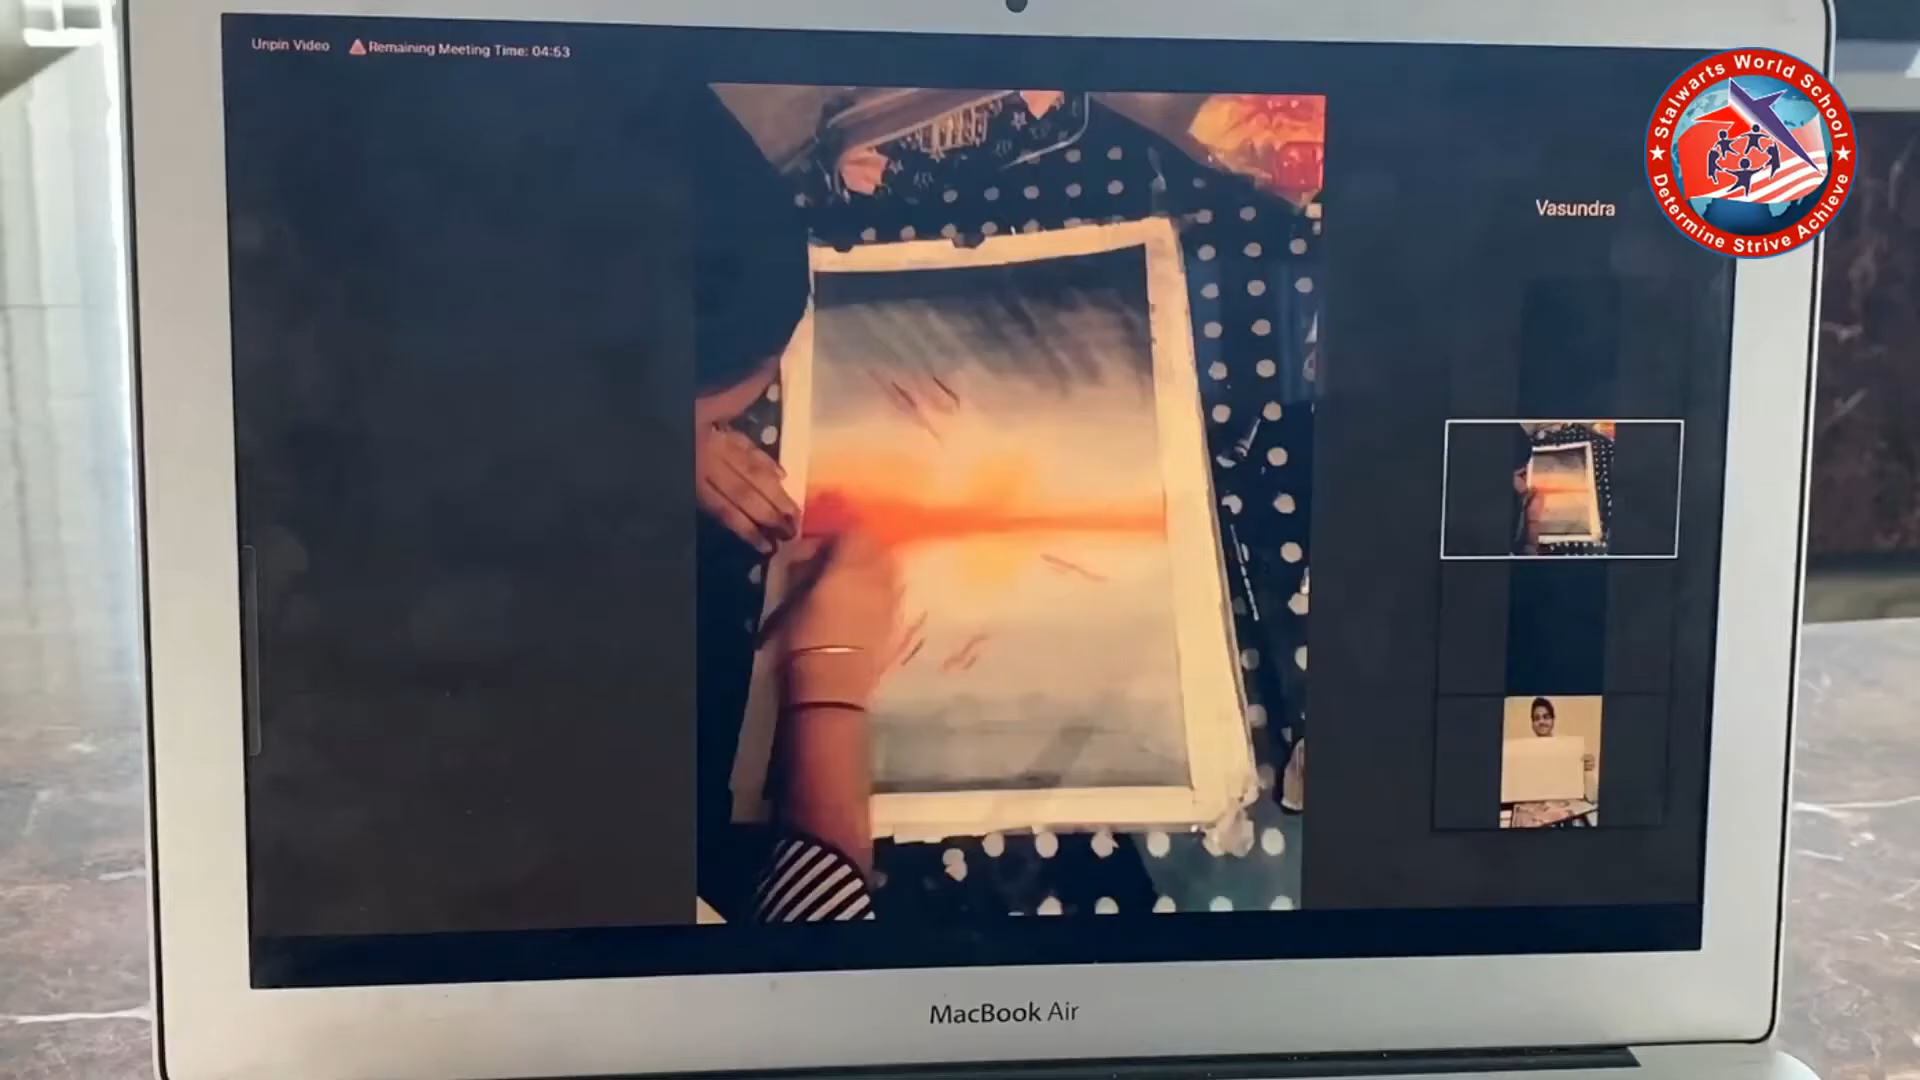 Unpin Video
Remaining Meeting Time: 04:53
Stalwarts World School
Determine Strive Achieve
Vasundra
MacBook Air